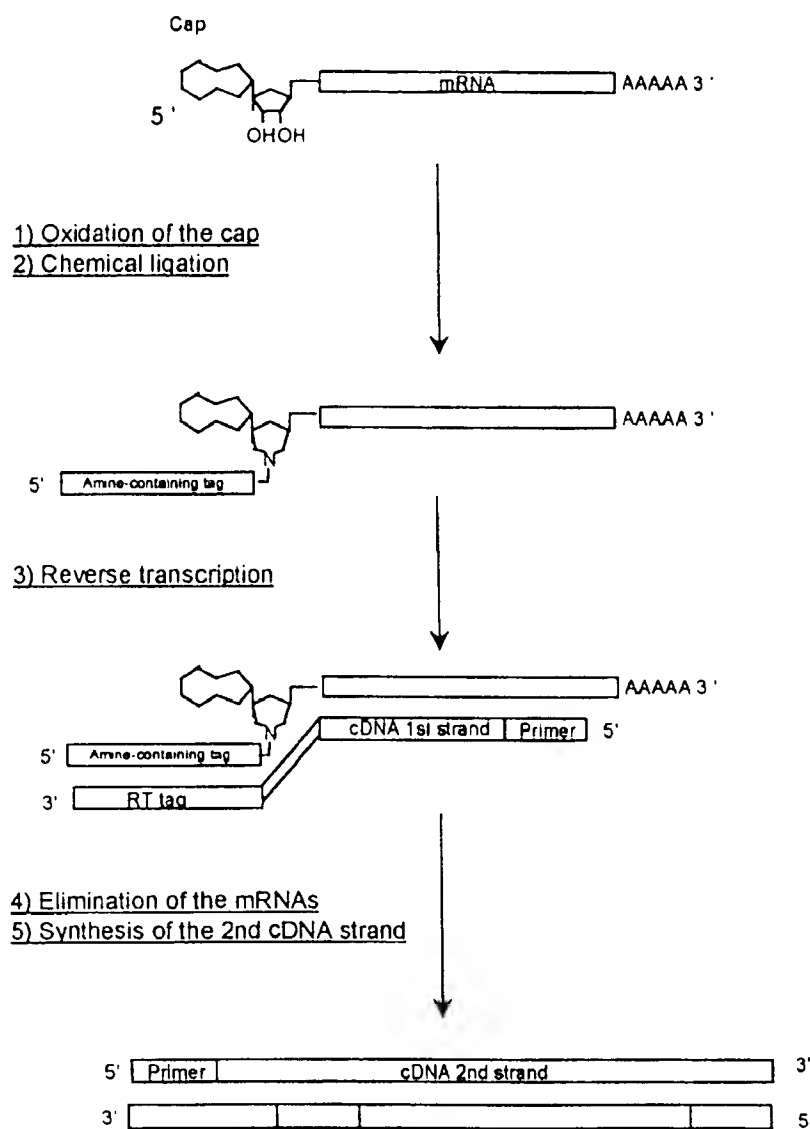 Cap
mRNA
AAAAA 3 '
5 '
OHOH
1) Oxidation of the cap
2) Chemical ligation
AAAAA 3 '
N
5' Amine-containing tag
3) Reverse transcription
AAAAA 3 '
cDNA 1st strand Primer 5'
N
5' Amine-containing tag
3' RT tag
4) Elimination of the mRNAs
5) Synthesis of the 2nd cDNA strand
5' Primer cDNA 2nd strand 3'
3' 5